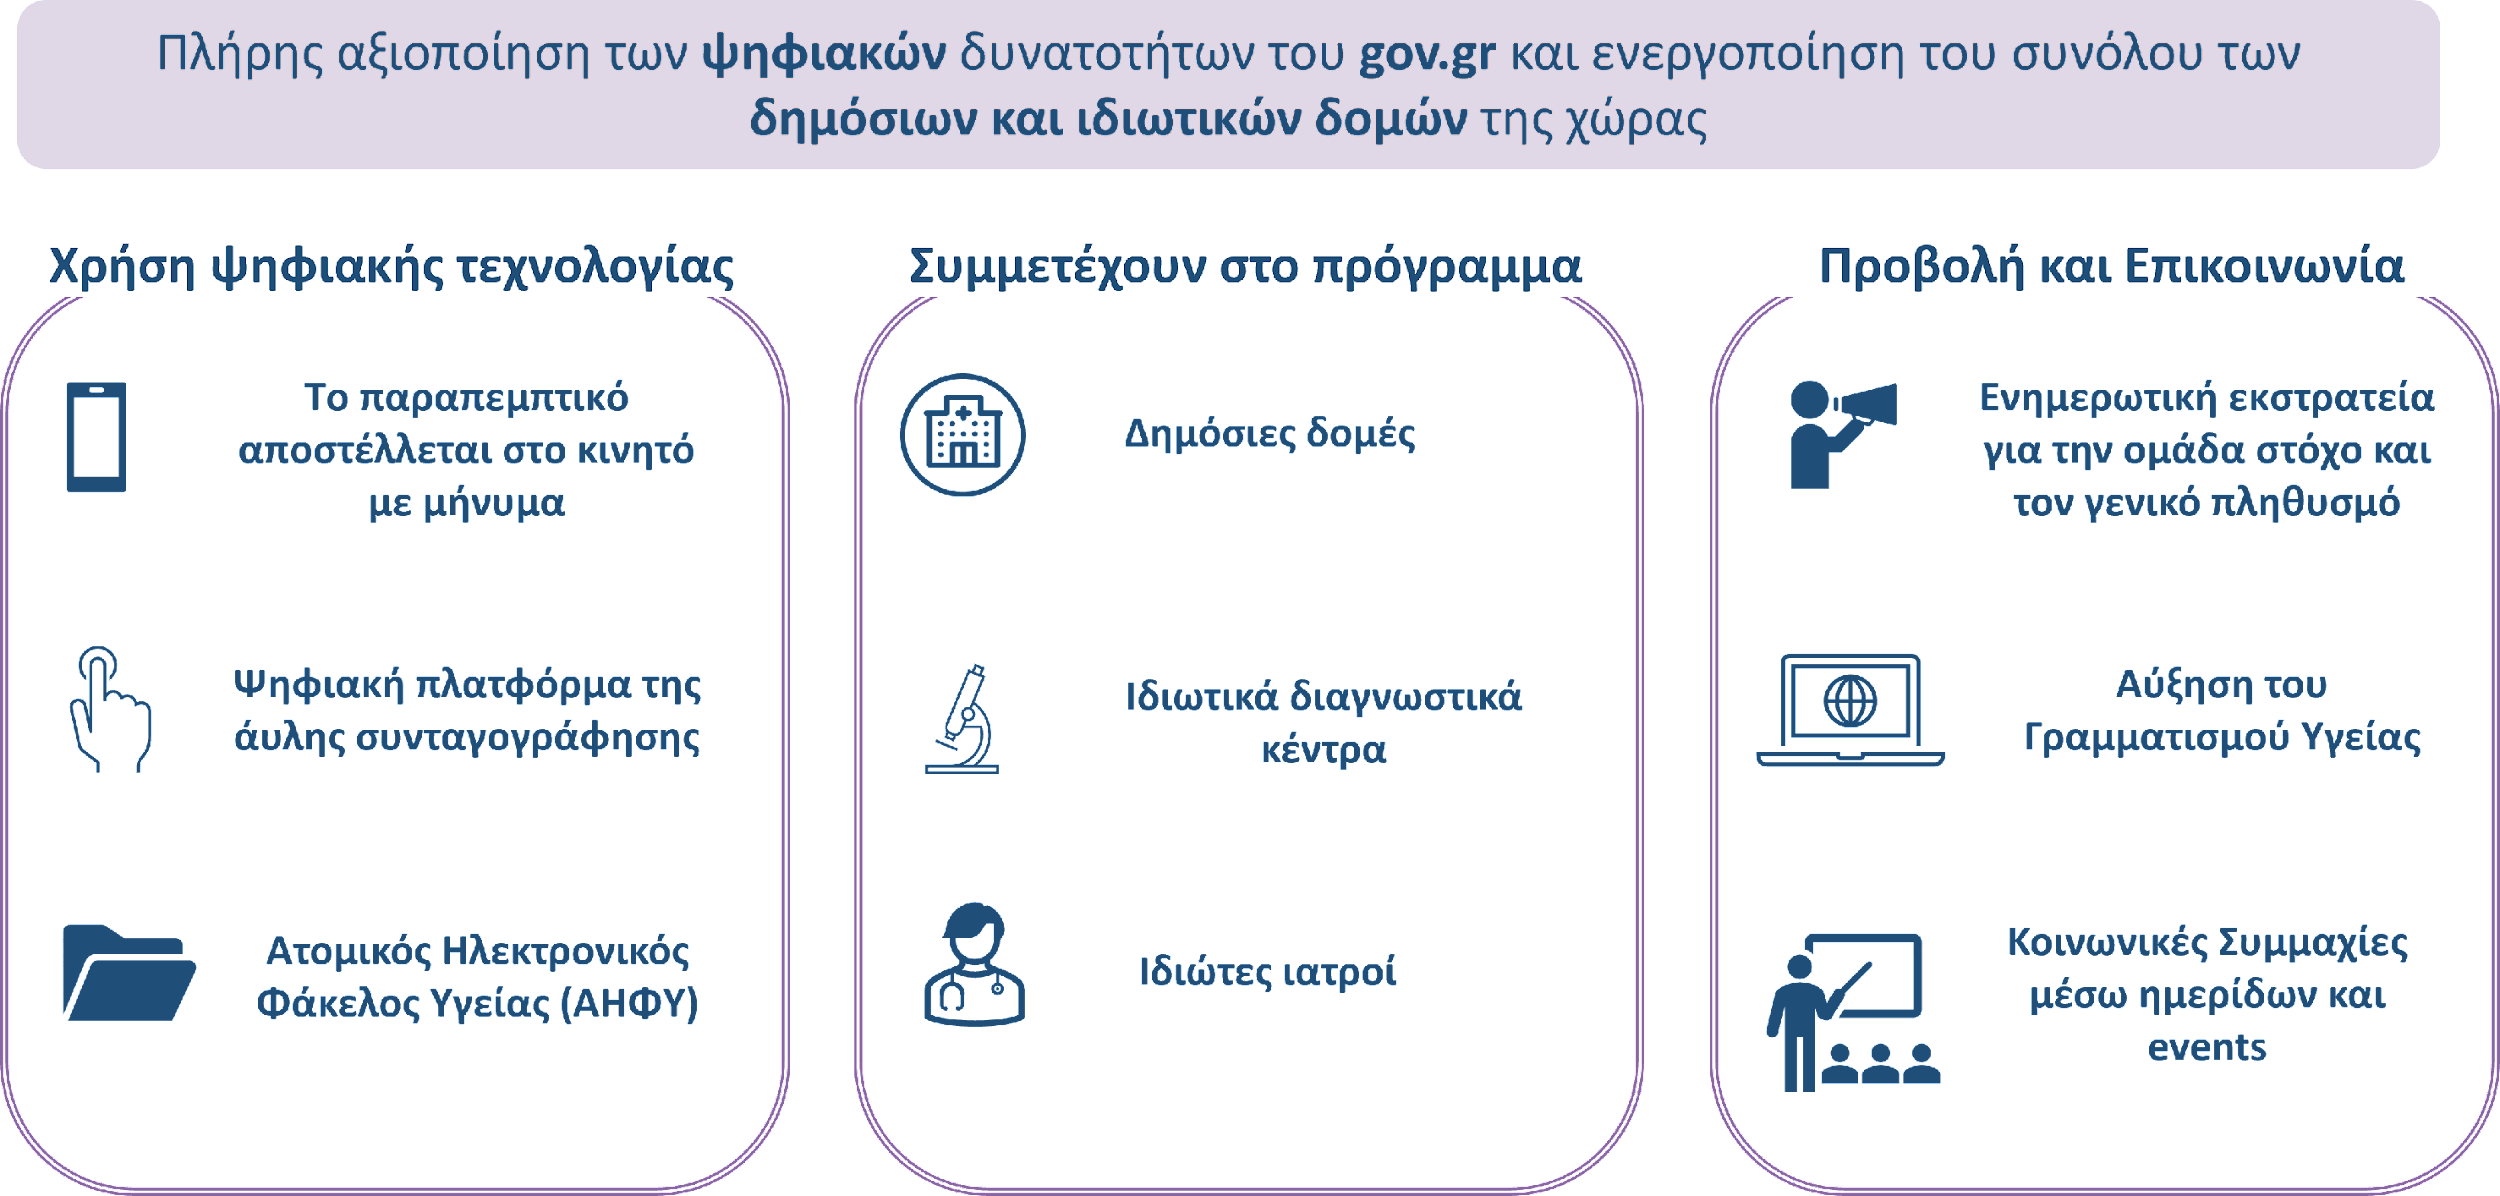 Πλήρης αξιοποίηση των ψηφιακών δυνατοτήτων του gov.gr και ενεργοποίηση του συνόλου των
δημόσιων και ιδιωτικών δομών της χώρας
Χρήση ψηφιακής τεχνολογίας
Το παραπεμπτικό
αποστέλλεται στο κινητό
με μήνυμα
Ψηφιακή πλατφόρμα της
άυλης συνταγογράφησης
Ατομικός Ηλεκτρονικός
Φάκελος Υγείας (ΑΗΦΥ)
Συμμετέχουν στο πρόγραμμα
Δημόσιες δομές
Ιδιωτικά διαγνωστικά
κέντρα
Ιδιώτες ιατροί
Προβολή και Επικοινωνία
Ενημερωτική εκστρατεία
για την ομάδα στόχο και
τον γενικό πληθυσμό
Αύξηση του
Γραμματισμού Υγείας
Κοινωνικές Συμμαχίες
μέσω ημερίδων και
events